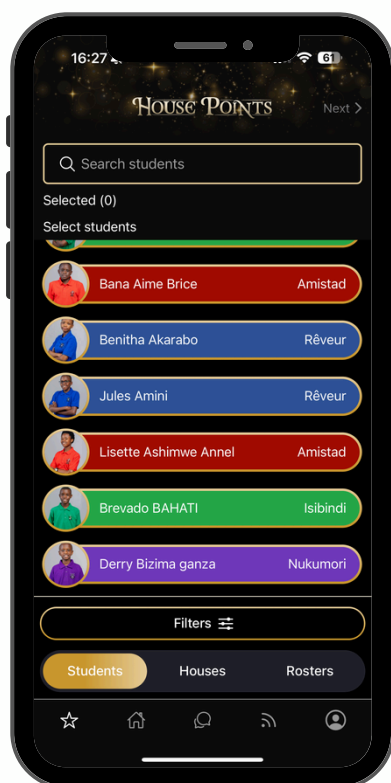 16:27
61
House Points
Next >
Search students
Selected (0)
Select students
Bana Aime Brice Amistad
Benitha Akarabo Rêveur
Jules Amini Rêveur
Lisette Ashimwe Annel Amistad
Brevado BAHATI Isibindi
Derry Bizima ganza Nukumori
Filters
Students Houses Rosters